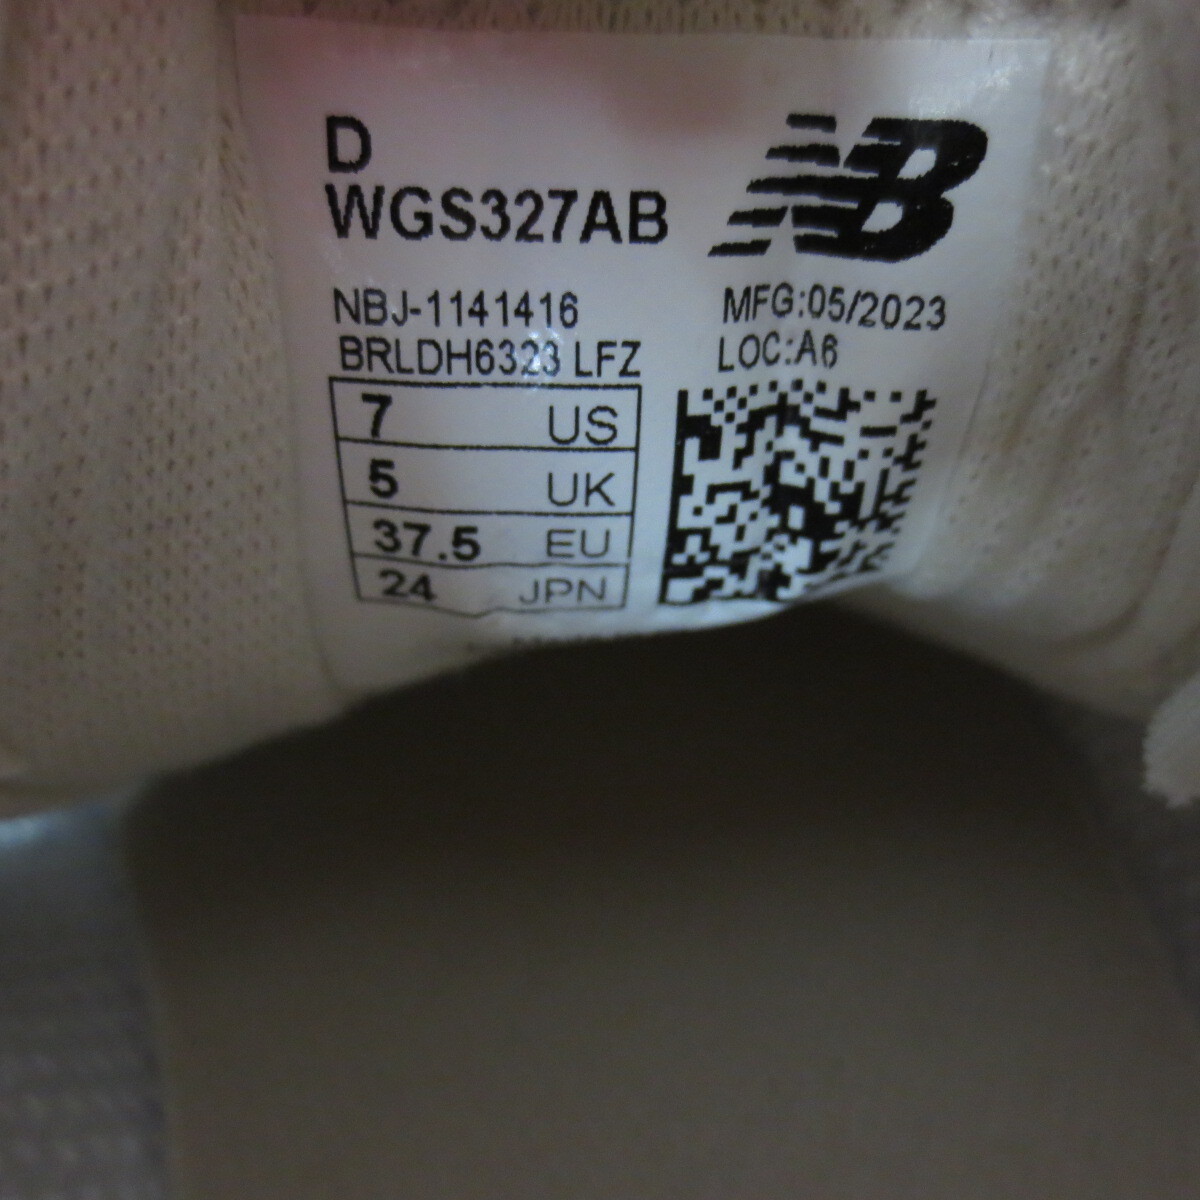 D
WGS327AB
NB
NBJ-1141416
MFG:05/2023
BRLDH6323 LFZ
LOC:A6
7 US
5 UK
37.5 EU
24 JPN